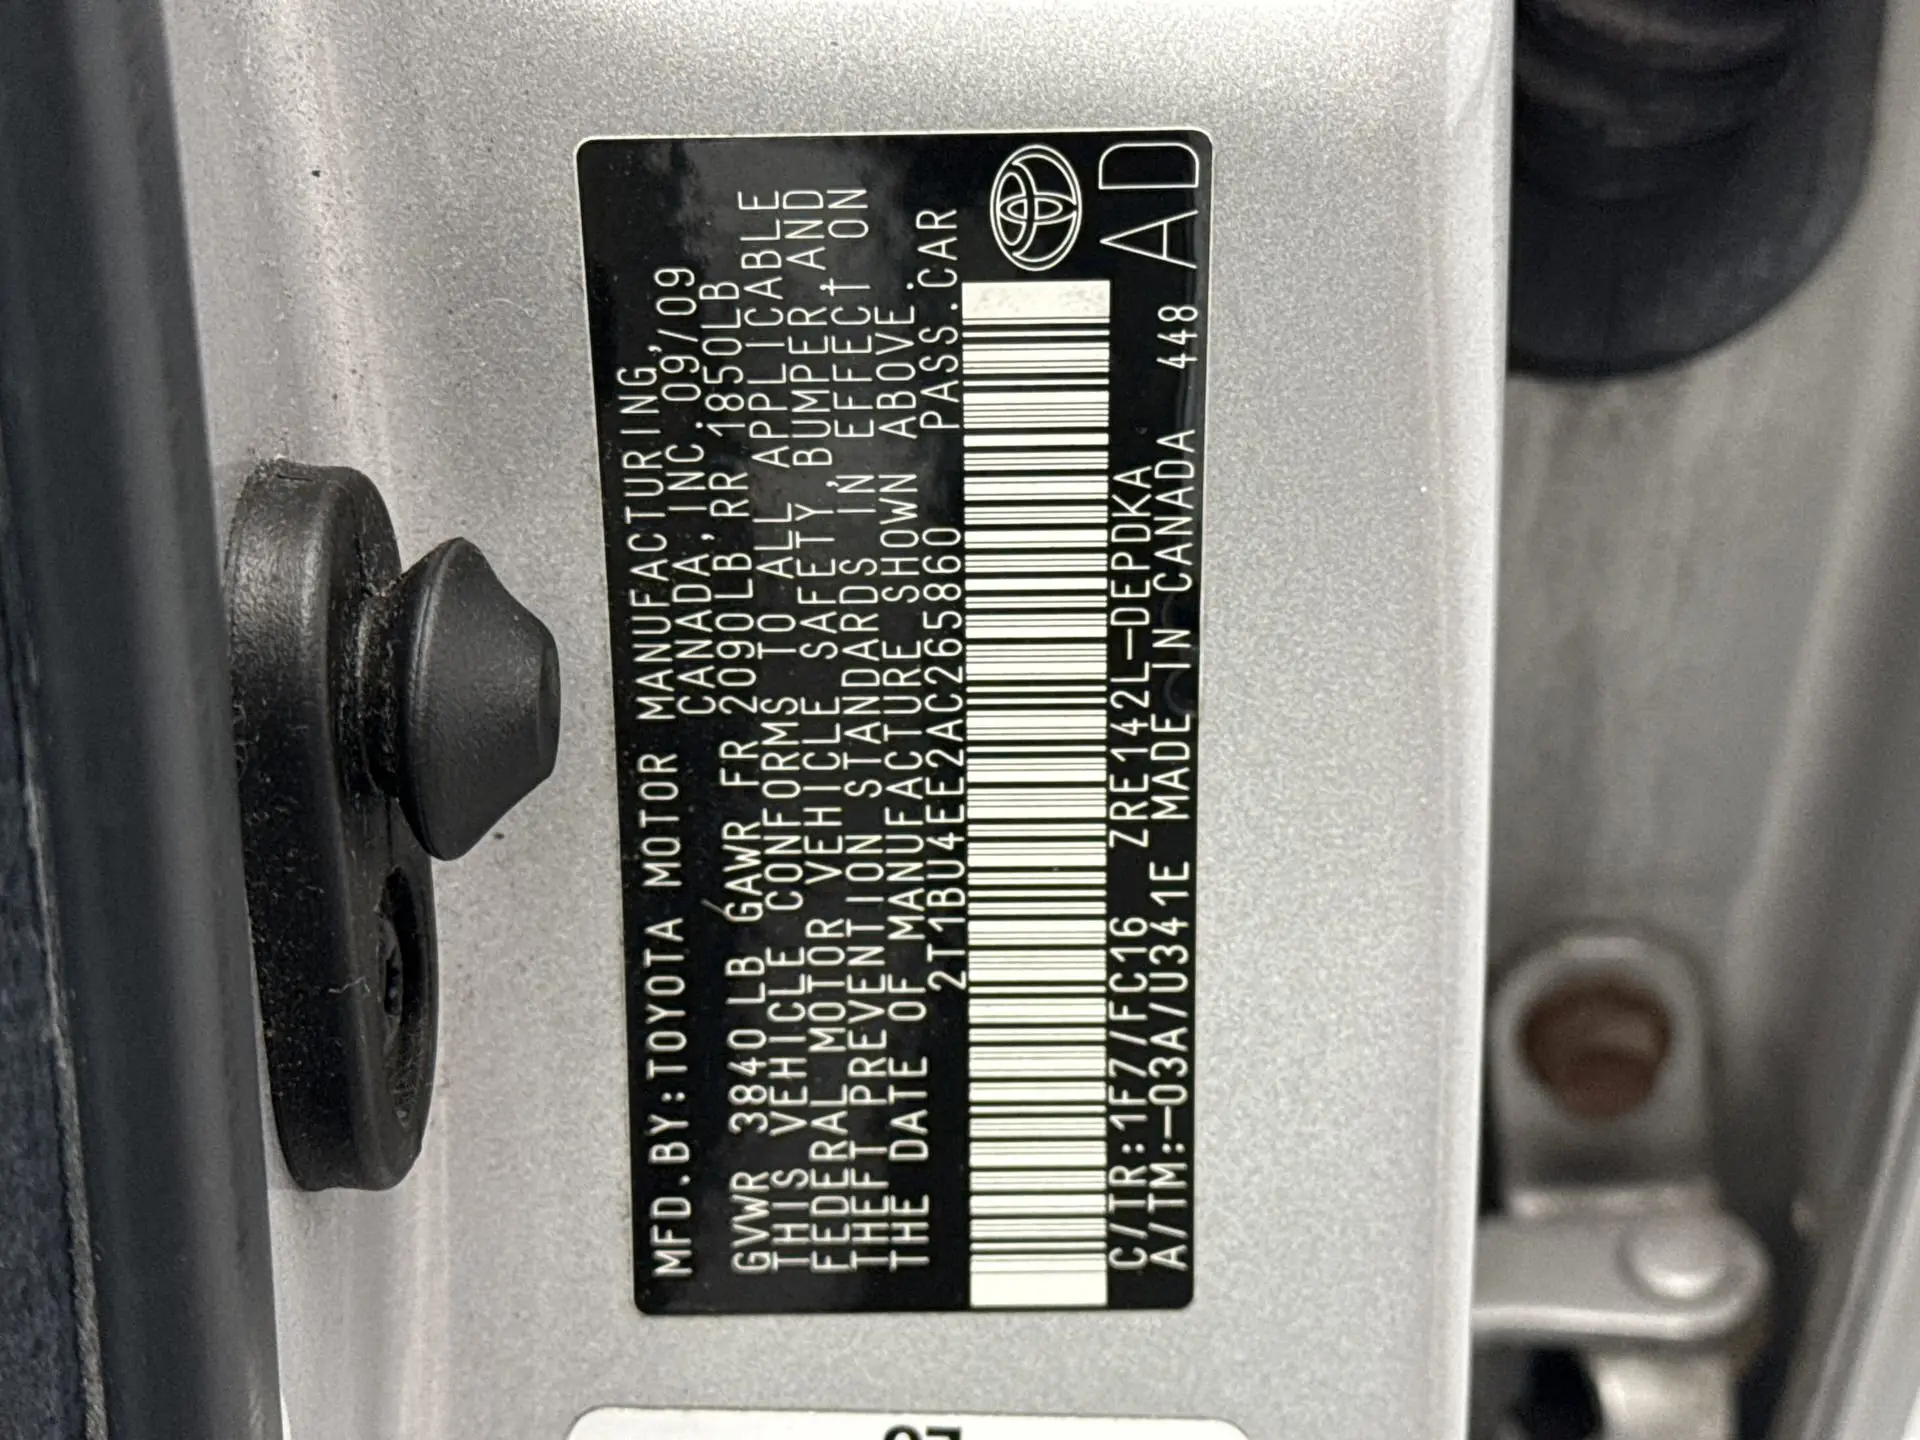 MFD.BY:TOYOTA MOTOR MANUFACTURING,
CANADA, INC. 09/09
GVWR 3840LB GAWR FR 2090LB, RR 1850LB
THIS VEHICLE CONFORMS TO ALL APPLICABLE
FEDERAL MOTOR VEHICLE SAFETY, BUMPER, AND
THEFT PREVENTION STANDARDS IN EFFECT ON
THE DATE OF MANUFACTURE SHOWN ABOVE.
2T1BU4EE2AC265860 PASS.CAR
C/TR:1F7/FC16 ZRE142L-DEPDKA
A/TM:-03A/U341E MADE IN CANADA 448
AD